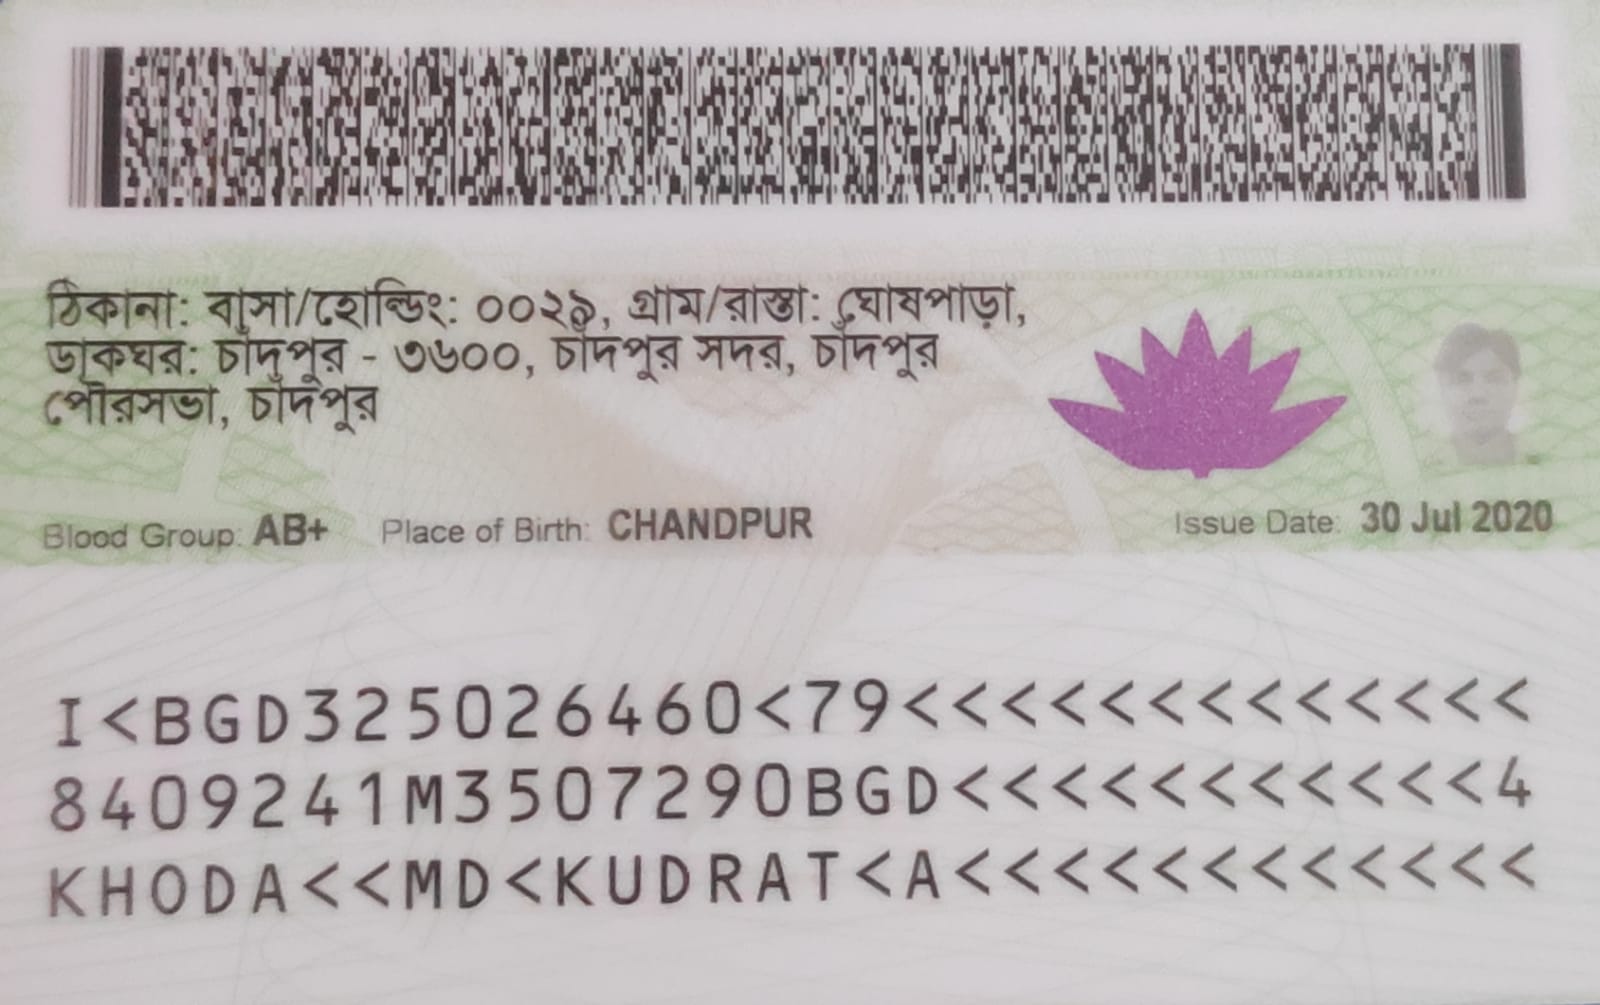 ঠিকানা: বাসা/হোল্ডিং: ০০২৯, গ্রাম/রাস্তা: ঘোষপাড়া,
ডাকঘর: চাঁদপুর - ৩৬০০, চাঁদপুর সদর, চাঁদপুর
পৌরসভা, চাঁদপুর
Blood Group: AB+ Place of Birth: CHANDPUR Issue Date: 30 Jul 2020
I<BGD325026460<79<<<<<<<<<<<<<
8409241M3507290BGD<<<<<<<<<<<4
KHODA<<MD<KUDRAT<A<<<<<<<<<<<<